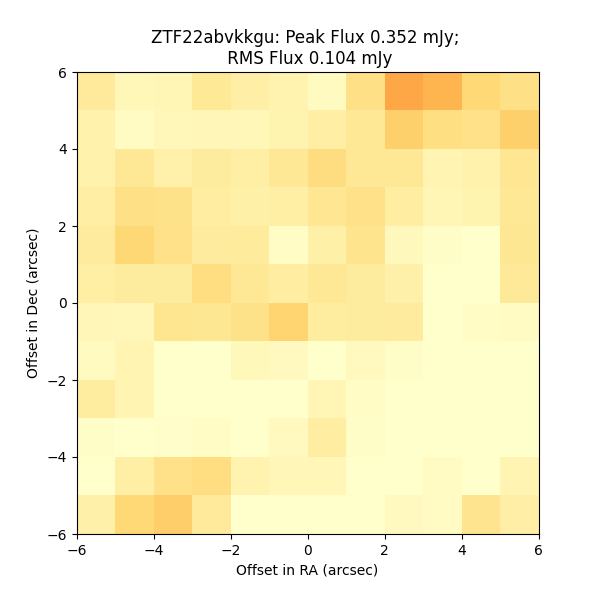 ZTF22abvkkgu: Peak Flux 0.352 mJy;
RMS Flux 0.104 mJy
6
4
2
0
−2
−4
−6
Offset in Dec (arcsec)
−6 −4 −2 0 2 4 6
Offset in RA (arcsec)